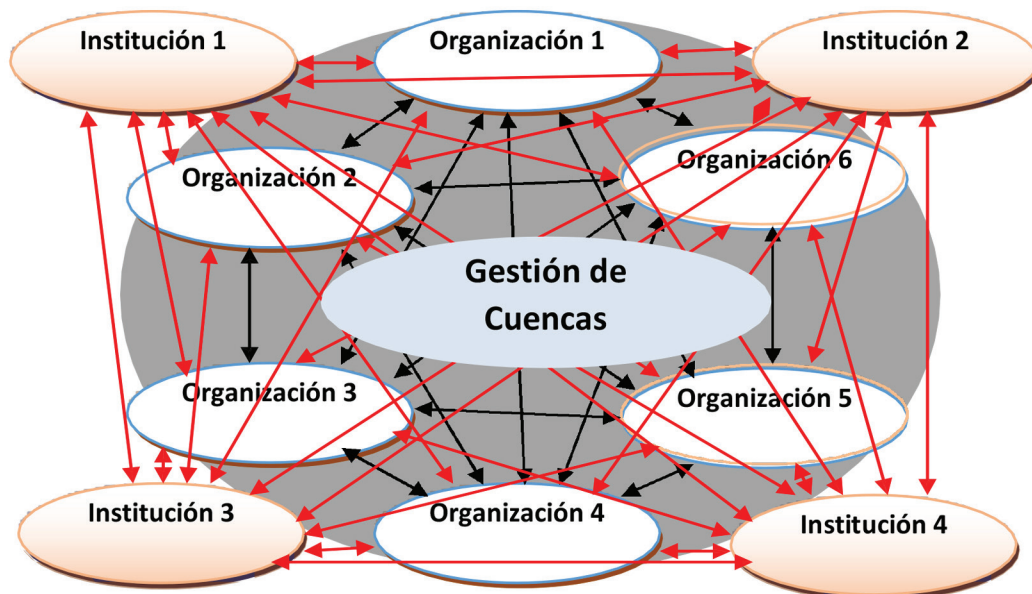 Institución 1
Organización 1
Institución 2
Organización 2
Organización 6
Gestión de
Cuencas
Organización 3
Organización 5
Institución 3
Organización 4
Institución 4